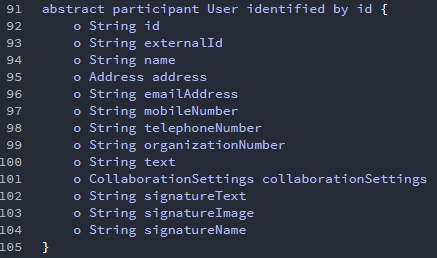 91 abstract participant User identified by id {
92 o String id
93 o String externalId
94 o String name
95 o Address address
96 o String emailAddress
97 o String mobileNumber
98 o String telephoneNumber
99 o String organizationNumber
100 o String text
101 o CollaborationSettings collaborationSettings
102 o String signatureText
103 o String signatureImage
104 o String signatureName
105 }